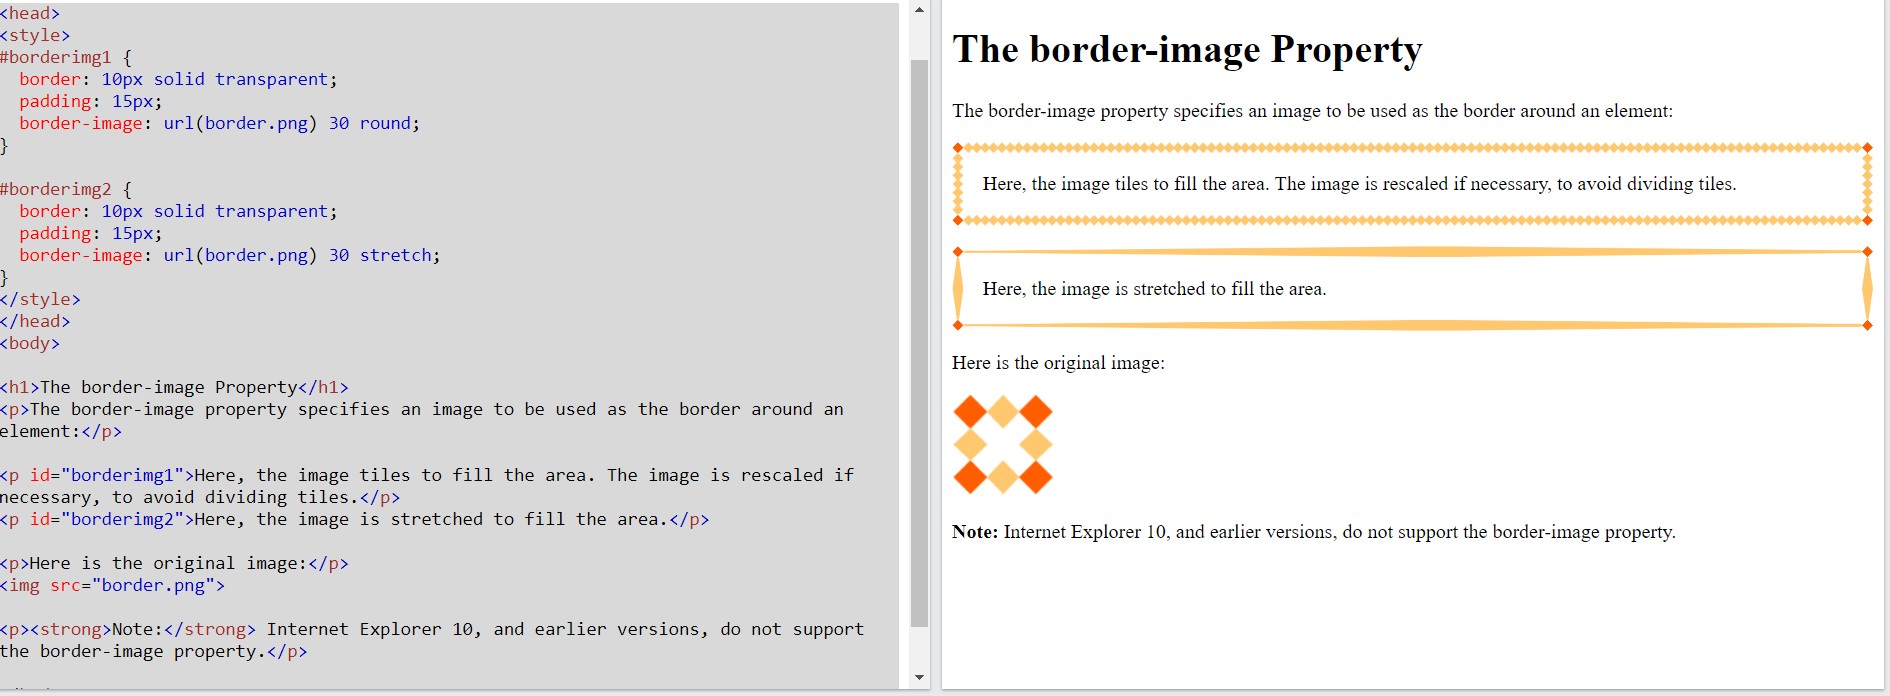 <head>
<style>
#borderimg1 {
  border: 10px solid transparent;
  padding: 15px;
  border-image: url(border.png) 30 round;
}

#borderimg2 {
  border: 10px solid transparent;
  padding: 15px;
  border-image: url(border.png) 30 stretch;
}
</style>
</head>
<body>

<h1>The border-image Property</h1>
<p>The border-image property specifies an image to be used as the border around an
element:</p>

<p id="borderimg1">Here, the image tiles to fill the area. The image is rescaled if
necessary, to avoid dividing tiles.</p>
<p id="borderimg2">Here, the image is stretched to fill the area.</p>

<p>Here is the original image:</p>
<img src="border.png">

<p><strong>Note:</strong> Internet Explorer 10, and earlier versions, do not support
the border-image property.</p>

The border-image Property
The border-image property specifies an image to be used as the border around an element:
Here, the image tiles to fill the area. The image is rescaled if necessary, to avoid dividing tiles.
Here, the image is stretched to fill the area.
Here is the original image:
Note: Internet Explorer 10, and earlier versions, do not support the border-image property.